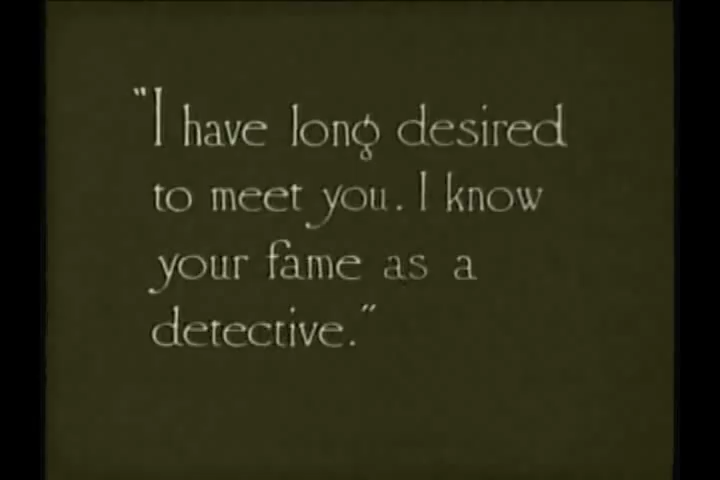 "I have long desired
to meet you. I know
your fame as a
detective."